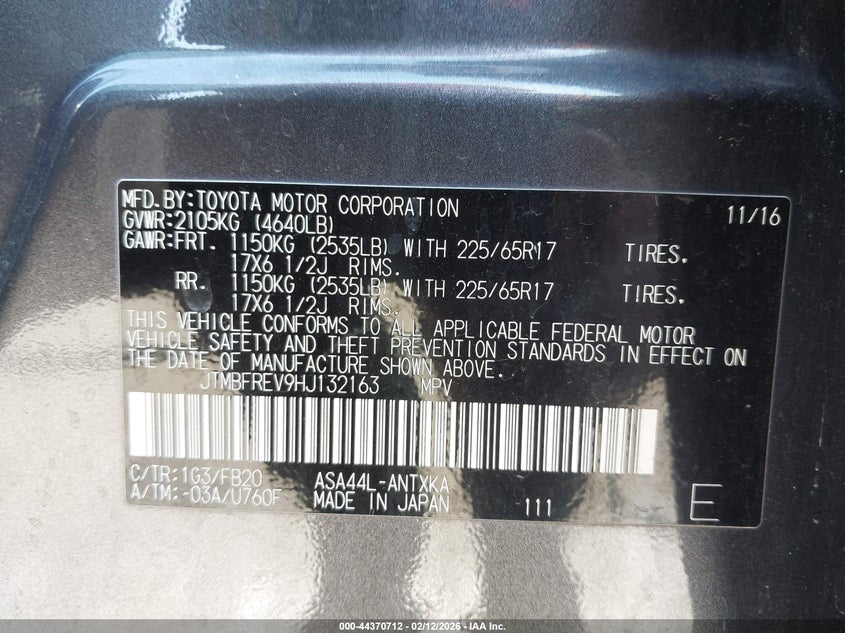 MFD.BY:TOYOTA MOTOR CORPORATION 11/16
GVWR:2105KG (4640LB)
GAWR:FRT. 1150KG (2535LB) WITH 225/65R17 TIRES.
17X6 1/2J RIMS.
RR. 1150KG (2535LB) WITH 225/65R17 TIRES.
17X6 1/2J RIMS.
THIS VEHICLE CONFORMS TO ALL APPLICABLE FEDERAL MOTOR
VEHICLE SAFETY AND THEFT PREVENTION STANDARDS IN EFFECT ON
THE DATE OF MANUFACTURE SHOWN ABOVE.
JTMBFREV9HJ132163 MPV
C/TR:1G3/FB20 ASA44L-ANTXKA
A/TM:-03A/U760F MADE IN JAPAN 111 E
000-44370712 - 02/12/2026 - IAA Inc.